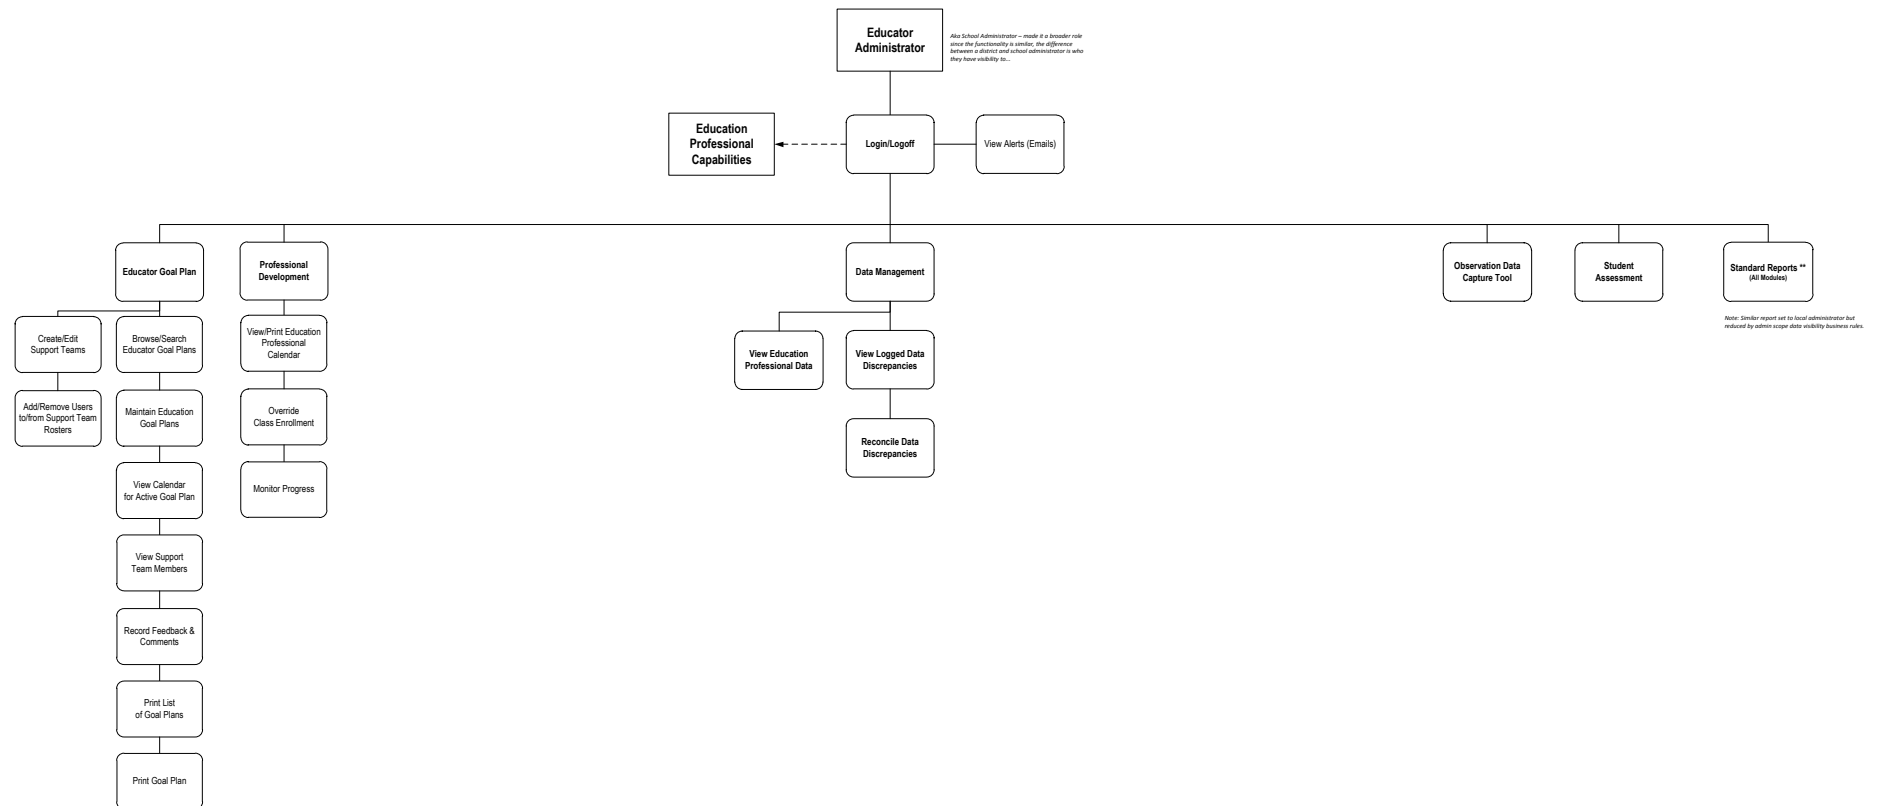 Educator
Administrator
Aka School Administrator – made it a broader role
since the functionality is similar, the difference
between a district and school administrator is who
they have visibility to...
Education
Professional
Capabilities
Login/Logoff
View Alerts (Emails)
Educator Goal Plan
Professional
Development
Data Management
Observation Data
Capture Tool
Student
Assessment
Standard Reports **
(All Modules)
Note: Similar report set to local administrator but
reduced by admin scope data visibility business rules.
Create/Edit
Support Teams
Browse/Search
Educator Goal Plans
View/Print Education
Professional
Calendar
View Education
Professional Data
View Logged Data
Discrepancies
Add/Remove Users
to/from Support Team
Rosters
Maintain Education
Goal Plans
Override
Class Enrollment
Reconcile Data
Discrepancies
View Calendar
for Active Goal Plan
Monitor Progress
View Support
Team Members
Record Feedback &
Comments
Print List
of Goal Plans
Print Goal Plan